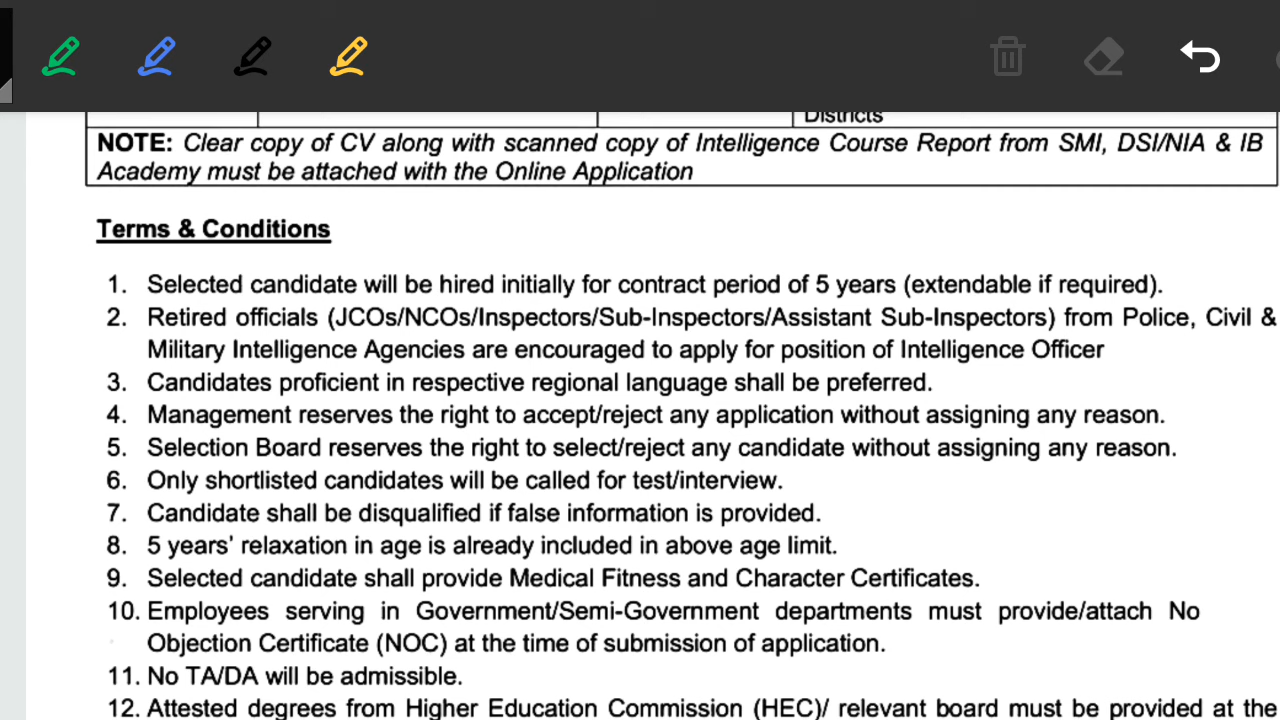 Districts
NOTE: Clear copy of CV along with scanned copy of Intelligence Course Report from SMI, DSI/NIA & IB
Academy must be attached with the Online Application
Terms & Conditions
1. Selected candidate will be hired initially for contract period of 5 years (extendable if required).
2. Retired officials (JCOs/NCOs/Inspectors/Sub-Inspectors/Assistant Sub-Inspectors) from Police, Civil &
Military Intelligence Agencies are encouraged to apply for position of Intelligence Officer
3. Candidates proficient in respective regional language shall be preferred.
4. Management reserves the right to accept/reject any application without assigning any reason.
5. Selection Board reserves the right to select/reject any candidate without assigning any reason.
6. Only shortlisted candidates will be called for test/interview.
7. Candidate shall be disqualified if false information is provided.
8. 5 years' relaxation in age is already included in above age limit.
9. Selected candidate shall provide Medical Fitness and Character Certificates.
10. Employees serving in Government/Semi-Government departments must provide/attach No
Objection Certificate (NOC) at the time of submission of application.
11. No TA/DA will be admissible.
12. Attested degrees from Higher Education Commission (HEC)/ relevant board must be provided at the